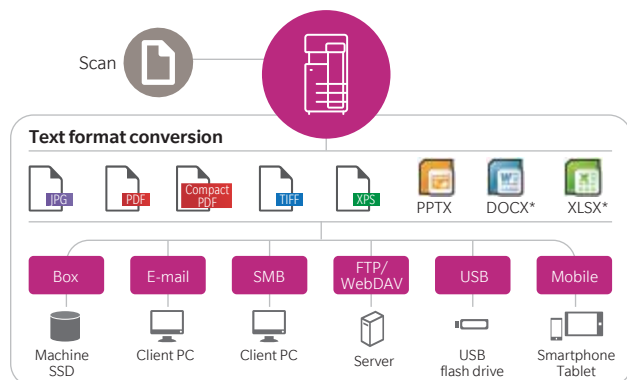 Scan
Text format conversion
JPG
PDF
Compact
PDF
TIFF
XPS
PPTX
DOCX*
XLSX*
Box
E-mail
SMB
FTP/
WebDAV
USB
Mobile
Machine
SSD
Client PC
Client PC
Server
USB
flash drive
Smartphone
Tablet